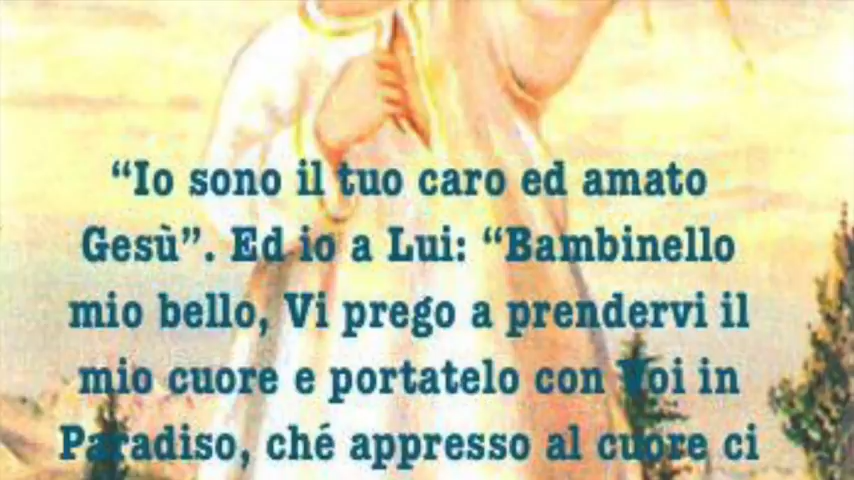 “Io sono il tuo caro ed amato
Gesù”. Ed io a Lui: “Bambinello
mio bello, Vi prego a prendervi il
mio cuore e portatelo con Voi in
Paradiso, ché appresso al cuore ci